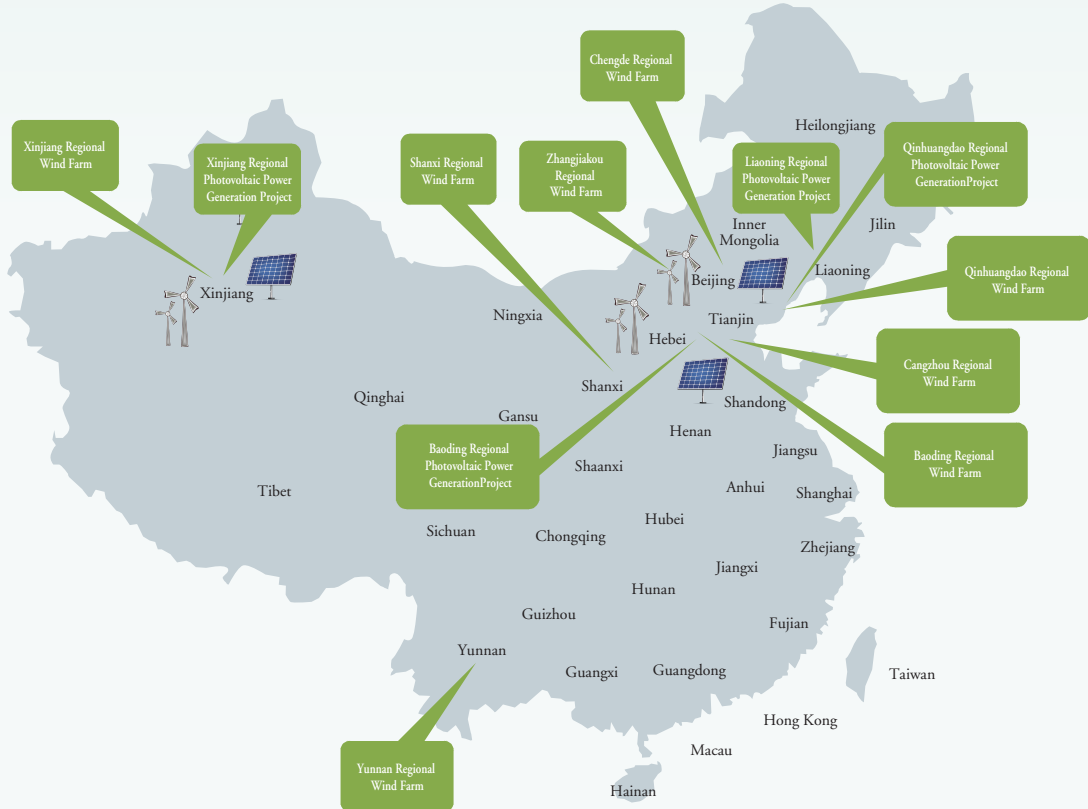 Chengde Regional
Wind Farm
Heilongjiang
Xinjiang Regional
Wind Farm
Xinjiang Regional
Photovoltaic Power
Generation Project
Shanxi Regional
Wind Farm
Zhangjiakou
Regional
Wind Farm
Liaoning Regional
Photovoltaic Power
Generation Project
Qinhuangdao Regional
Photovoltaic Power
GenerationProject
Inner
Mongolia
Jilin
Liaoning
Beijing
Qinhuangdao Regional
Wind Farm
Xinjiang
Ningxia
Tianjin
Hebei
Cangzhou Regional
Wind Farm
Shanxi
Qinghai
Gansu
Shandong
Henan
Baoding Regional
Photovoltaic Power
GenerationProject
Shaanxi
Jiangsu
Baoding Regional
Wind Farm
Tibet
Anhui
Shanghai
Sichuan
Chongqing
Hubei
Zhejiang
Jiangxi
Hunan
Guizhou
Fujian
Yunnan
Guangxi
Guangdong
Taiwan
Hong Kong
Macau
Yunnan Regional
Wind Farm
Hainan